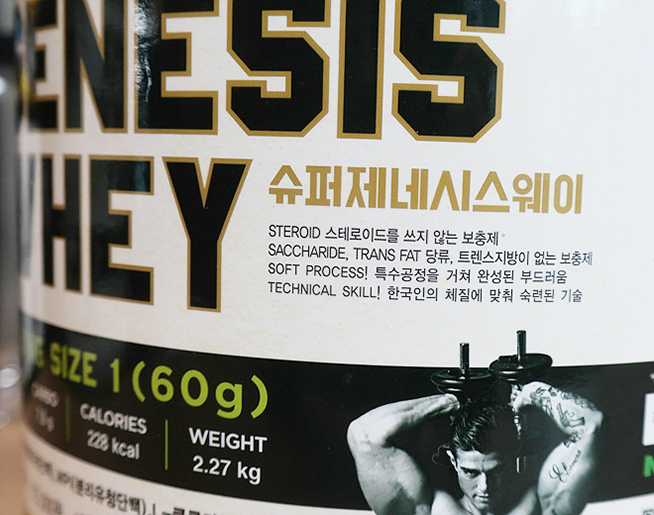 ENESIS
WHEY
슈퍼제네시스웨이
STEROID 스테로이드를 쓰지 않는 보충제
SACCHARIDE, TRANS FAT 당류, 트렌스지방이 없는 보충제
SOFT PROCESS! 특수공정을 거쳐 완성된 부드러움
TECHNICAL SKILL! 한국인의 체질에 맞춰 숙련된 기술
SIZE 1 (60g)
CALORIES
228 kcal
WEIGHT
2.27 kg